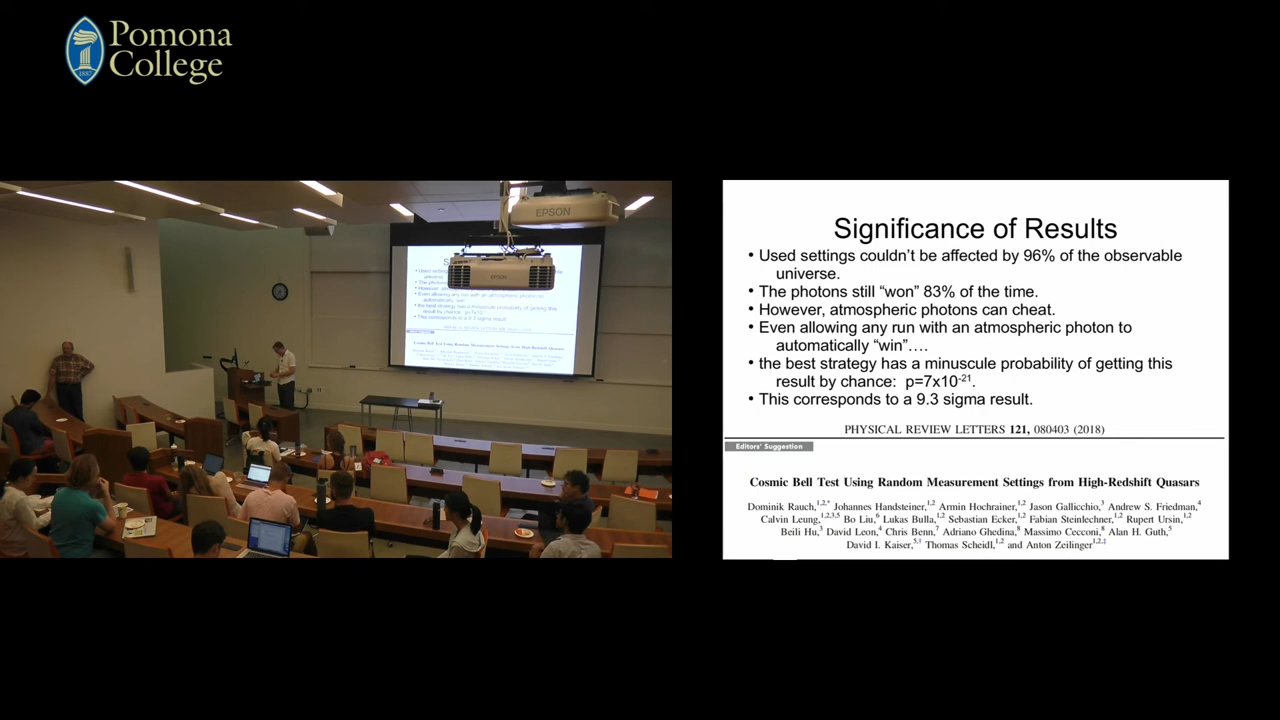 Pomona
College
1887
EPSON
EPSON
Significance of Results
• Used settings couldn't be affected by 96% of the observable
universe.
• The photons still “won” 83% of the time.
• However, atmospheric photons can cheat.
• Even allowing any run with an atmospheric photon to
automatically “win”….
• the best strategy has a minuscule probability of getting this
result by chance: p=7x10-21.
• This corresponds to a 9.3 sigma result.
PHYSICAL REVIEW LETTERS 121, 080403 (2018)
Editors' Suggestion
Cosmic Bell Test Using Random Measurement Settings from High-Redshift Quasars
Dominik Rauch,1,2,* Johannes Handsteiner,1,2 Armin Hochrainer,1,2 Jason Gallicchio,3 Andrew S. Friedman,4
Calvin Leung,1,2,3,5 Bo Liu,6 Lukas Bulla,1,2 Sebastian Ecker,1,2 Fabian Steinlechner,1,2 Rupert Ursin,1,2
Beili Hu,3 David Leon,4 Chris Benn,7 Adriano Ghedina,8 Massimo Cecconi,8 Alan H. Guth,5
David I. Kaiser,5,† Thomas Scheidl,1,2 and Anton Zeilinger1,2,‡